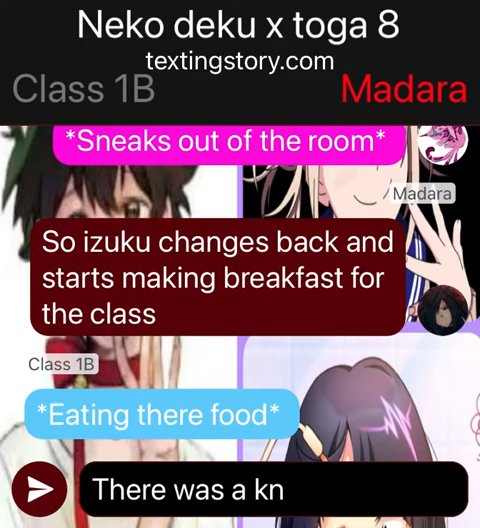 Neko deku x toga 8
textingstory.com
Class 1B
Madara
*Sneaks out of the room*
Madara
So izuku changes back and
starts making breakfast for
the class
Class 1B
*Eating there food*
There was a kn